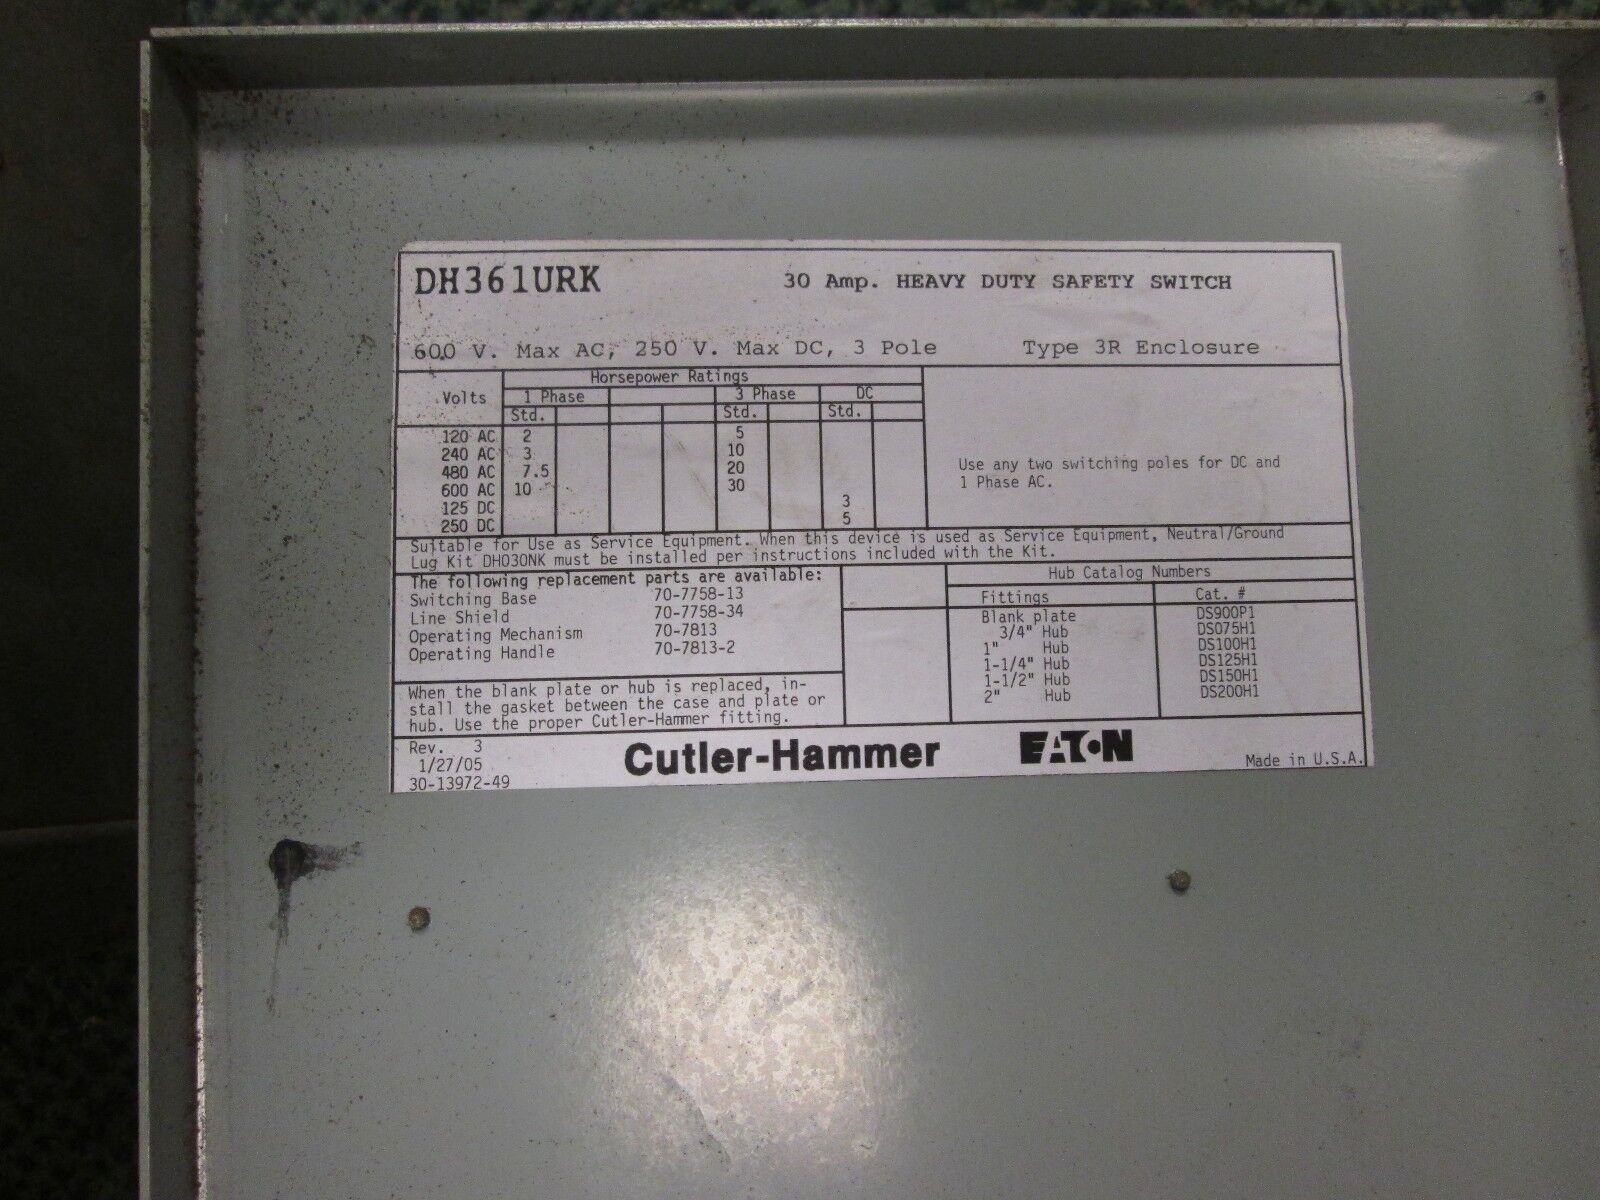 DH361URK 30 Amp. HEAVY DUTY SAFETY SWITCH
600 V. Max AC, 250 V. Max DC, 3 Pole Type 3R Enclosure
Horsepower Ratings
Volts 1 Phase 3 Phase DC
Std. Std. Std.
120 AC 2 5
240 AC 3 10
480 AC 7.5 20
600 AC 10 30
125 DC 3
250 DC 5
Use any two switching poles for DC and
1 Phase AC.
Suitable for Use as Service Equipment. When this device is used as Service Equipment, Neutral/Ground
Lug Kit DH030NK must be installed per instructions included with the Kit.
The following replacement parts are available:
Switching Base 70-7758-13
Line Shield 70-7758-34
Operating Mechanism 70-7813
Operating Handle 70-7813-2
When the blank plate or hub is replaced, in-
stall the gasket between the case and plate or
hub. Use the proper Cutler-Hammer fitting.
Hub Catalog Numbers
Fittings Cat. #
Blank plate DS900P1
3/4" Hub DS075H1
1" Hub DS100H1
1-1/4" Hub DS125H1
1-1/2" Hub DS150H1
2" Hub DS200H1
Rev. 3
1/27/05
30-13972-49
Cutler-Hammer EATON
Made in U.S.A.